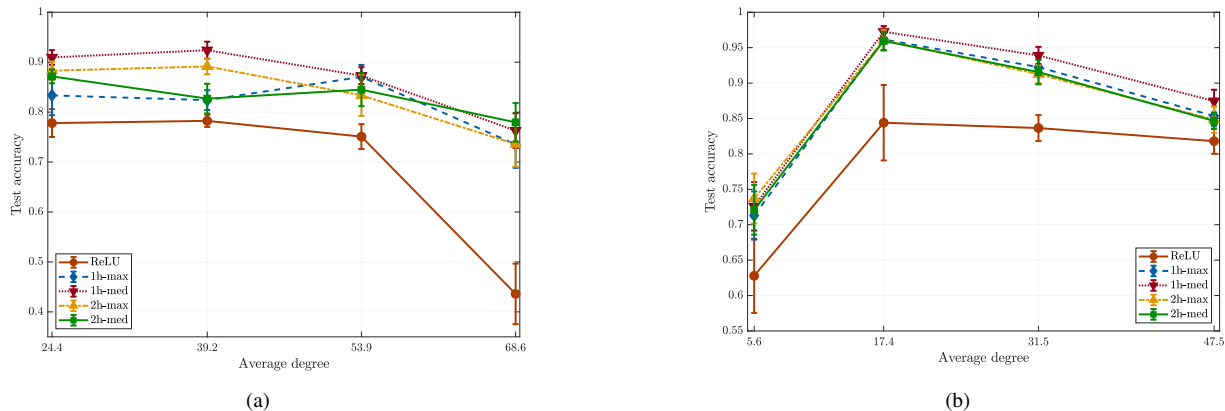 1
0.9
0.8
0.7
0.6
0.5
0.4
Test accuracy
ReLU
1h-max
1h-med
2h-max
2h-med
24.4 39.2 53.9 68.6
Average degree
(a)
1
0.95
0.9
0.85
0.8
0.75
0.7
0.65
0.6
0.55
Test accuracy
ReLU
1h-max
1h-med
2h-max
2h-med
5.6 17.4 31.5 47.5
Average degree
(b)